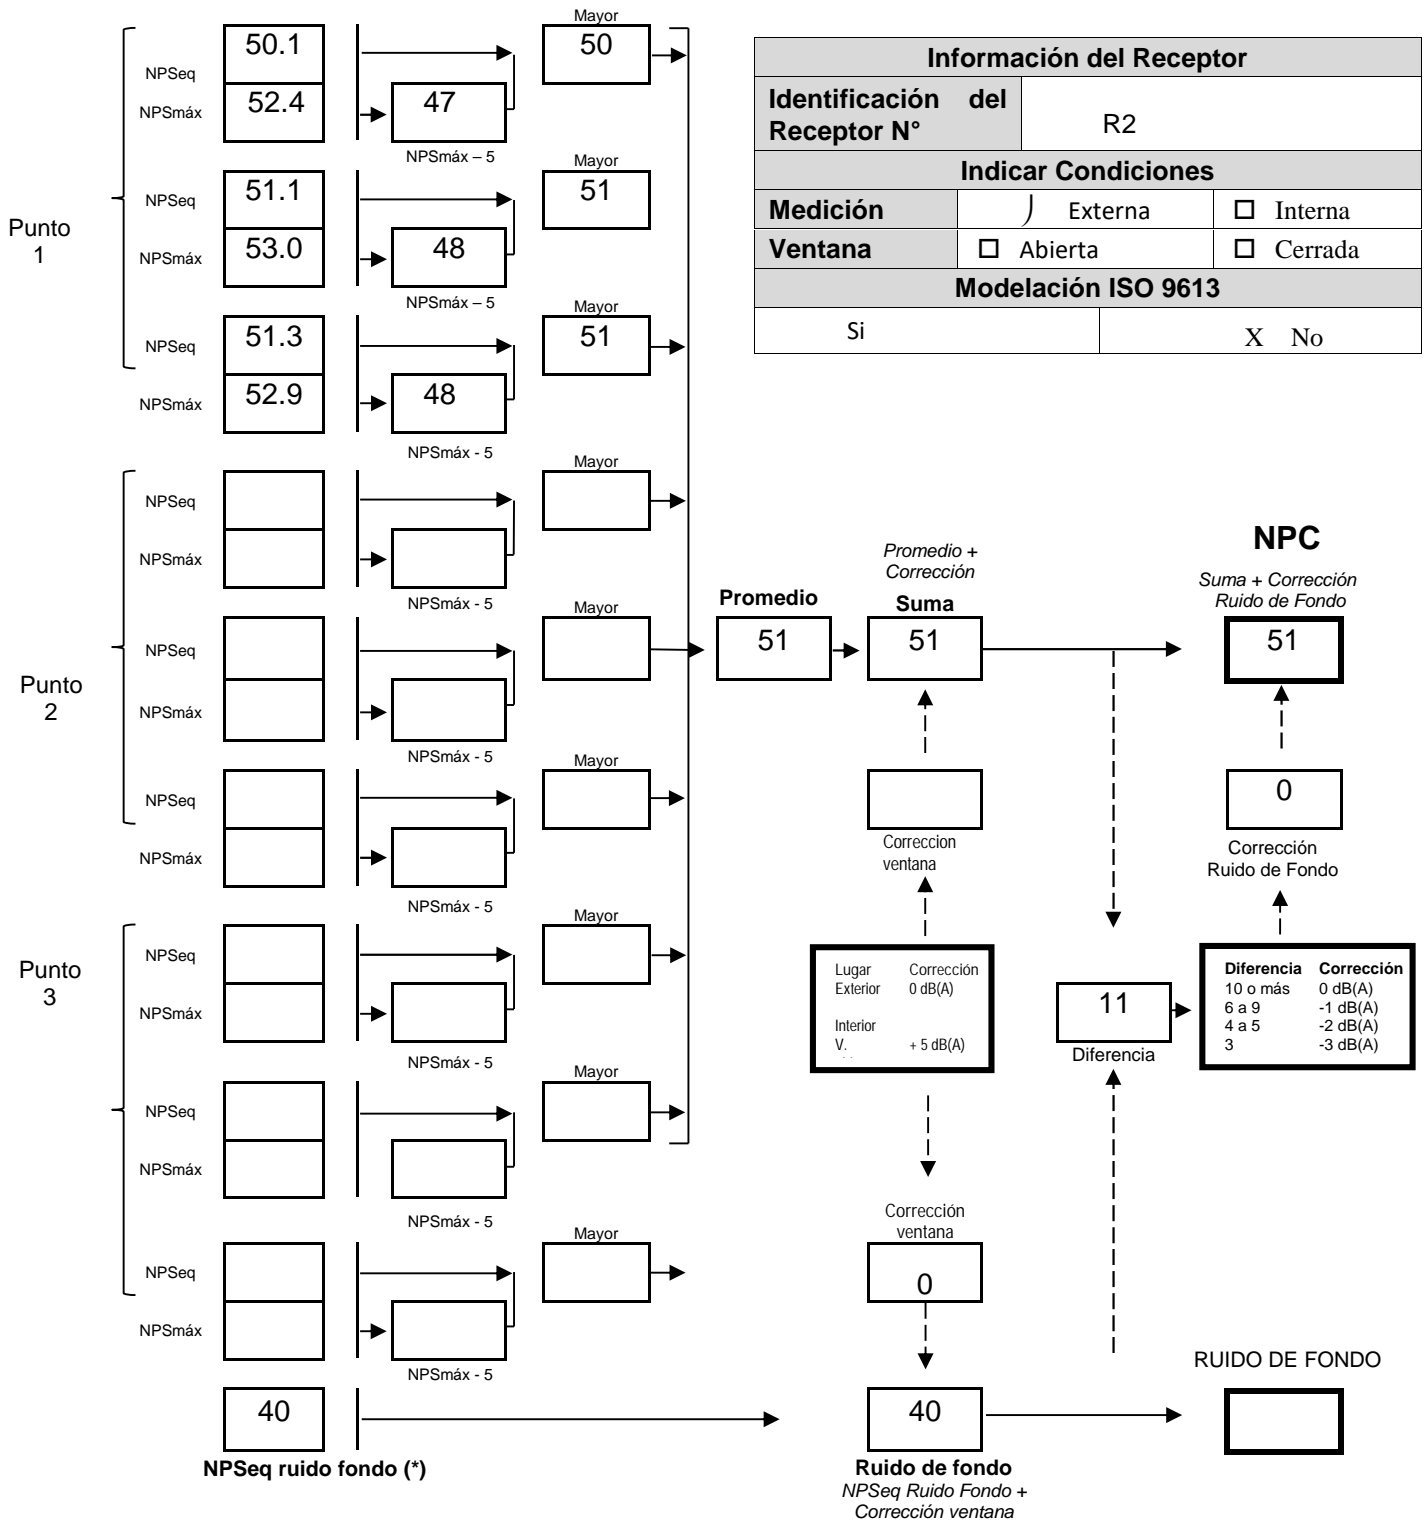 Mayor
50.1
50
NPSeq
52.4
47
NPSmáx
NPSmáx – 5
Mayor
51.1
51
NPSeq
Punto
1
53.0
48
NPSmáx
NPSmáx – 5
Mayor
51.3
51
NPSeq
52.9
48
NPSmáx
NPSmáx - 5
Información del Receptor
Identificación del
Receptor N°
R2
Indicar Condiciones
Medición
Externa
Interna
Ventana
Abierta
Cerrada
Modelación ISO 9613
Si
X No
Mayor
NPSeq
NPSmáx
NPSmáx - 5
Mayor
NPSeq
Punto
2
NPSmáx
NPSmáx - 5
Mayor
NPSeq
NPSmáx
NPSmáx - 5
Mayor
NPSeq
Punto
3
NPSmáx
NPSmáx - 5
Mayor
NPSeq
NPSmáx
NPSmáx - 5
Mayor
NPSeq
NPSmáx
NPSmáx - 5
40
NPSeq ruido fondo (*)
Promedio
51
Promedio +
Corrección
Suma
51
Correccion
ventana
Lugar Corrección
Exterior 0 dB(A)
Interior
V. + 5 dB(A)
Corrección
ventana
0
40
Ruido de fondo
NPSeq Ruido Fondo +
Corrección ventana
11
Diferencia
NPC
Suma + Corrección
Ruido de Fondo
51
0
Corrección
Ruido de Fondo
Diferencia Corrección
10 o más 0 dB(A)
6 a 9 -1 dB(A)
4 a 5 -2 dB(A)
3 -3 dB(A)
RUIDO DE FONDO